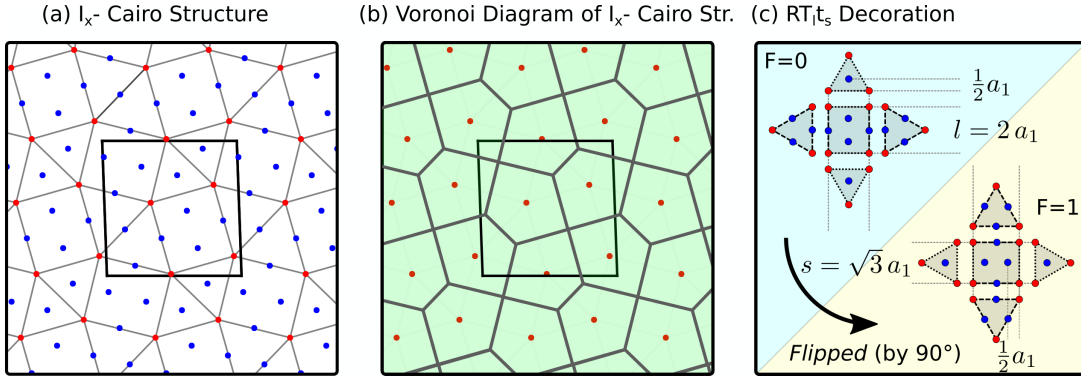 (a) Iₓ- Cairo Structure
(b) Voronoi Diagram of Iₓ- Cairo Str.
(c) RTₗtₛ Decoration
F=0
½a₁
l = 2 a₁
F=1
s = √3 a₁
Flipped (by 90°)
½a₁